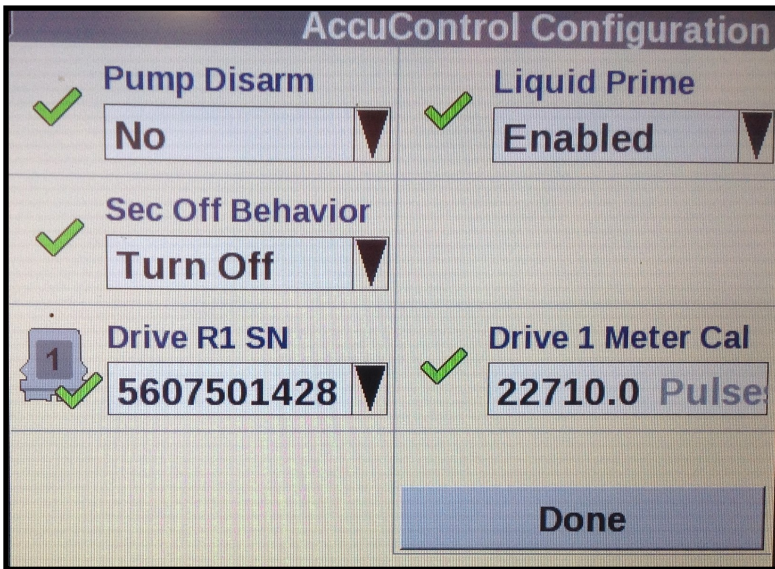 AccuControl Configuration
Pump Disarm
Liquid Prime
No
Enabled
Sec Off Behavior
Turn Off
1
Drive R1 SN
Drive 1 Meter Cal
5607501428
22710.0 Pulse
Done